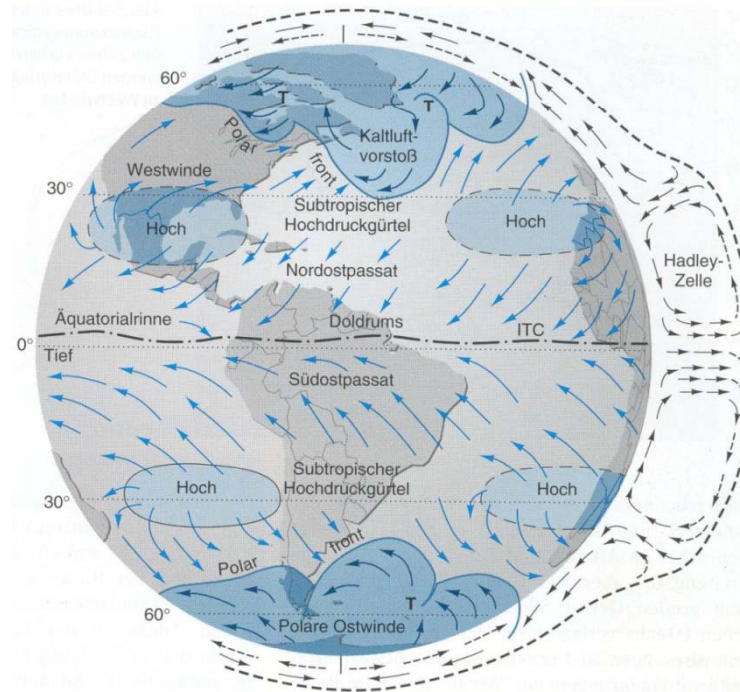 60°
T
T
Polar
front
Kaltluft-
vorstoß
Westwinde
30°
Subtropischer
Hochdruckgürtel
Hoch
Hoch
Hadley-
Zelle
Nordostpassat
Äquatorialrinne
Doldrums
ITC
0°
Tief
Südostpassat
Subtropischer
Hochdruckgürtel
Hoch
Hoch
30°
Polar
front
T
60°
Polare Ostwinde